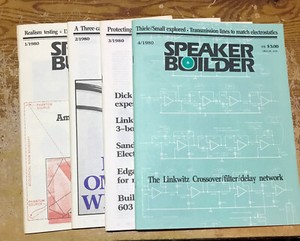 Realism testing •
1/1980
Am
A Three-
2/1980
Protecting
3/1980
Dick
expe
Link
3-bo
Sand
Elect
Edga
for
Buil
603
Thiele/Small explored • Transmission lines to match electrostatics
4/1980
SPEAKER
BUILDER
The Linkwitz Crossover/filter/delay network